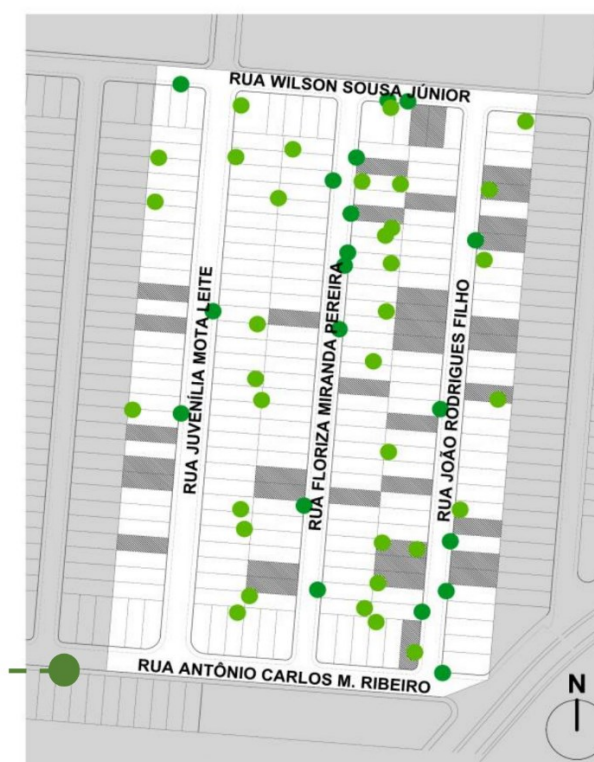 RUA WILSON SOUSA JÚNIOR
RUA JUVENÍLIA MOTA LEITE
RUA FLORIZA MIRANDA PEREIRA
RUA JOÃO RODRIGUES FILHO
RUA ANTÔNIO CARLOS M. RIBEIRO
N